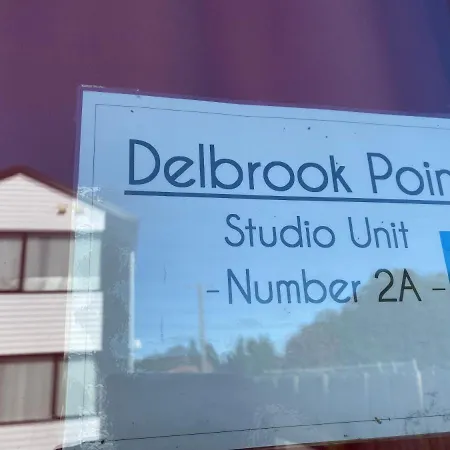 Delbrook Poin
Studio Unit
-Number 2A-